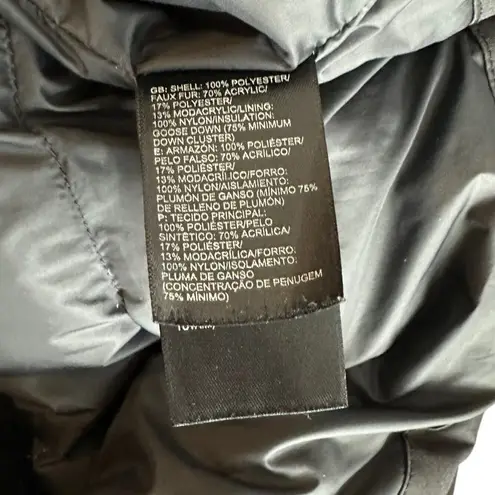 GB: SHELL: 100% POLYESTER/
FAUX FUR: 70% ACRYLIC/
17% POLYESTER/
13% MODACRYLIC/LINING:
100% NYLON/INSULATION:
GOOSE DOWN (75% MINIMUM
DOWN CLUSTER)
E: ARMAZÓN: 100% POLIÉSTER/
PELO FALSO: 70% ACRÍLICO/
17% POLIÉSTER/
13% MODACRÍLICO/FORRO:
100% NYLON/AISLAMIENTO:
PLUMÓN DE GANSO (MÍNIMO 75%
DE RELLENO DE PLUMÓN)
P: TECIDO PRINCIPAL:
100% POLIÉSTER/PELO
SINTÉTICO: 70% ACRÍLICO/
17% POLIÉSTER/
13% MODACRÍLICA/FORRO:
100% NYLON/ISOLAMENTO:
PLUMA DE GANSO
(CONCENTRAÇÃO DE PENUGEM
75% MÍNIMO)